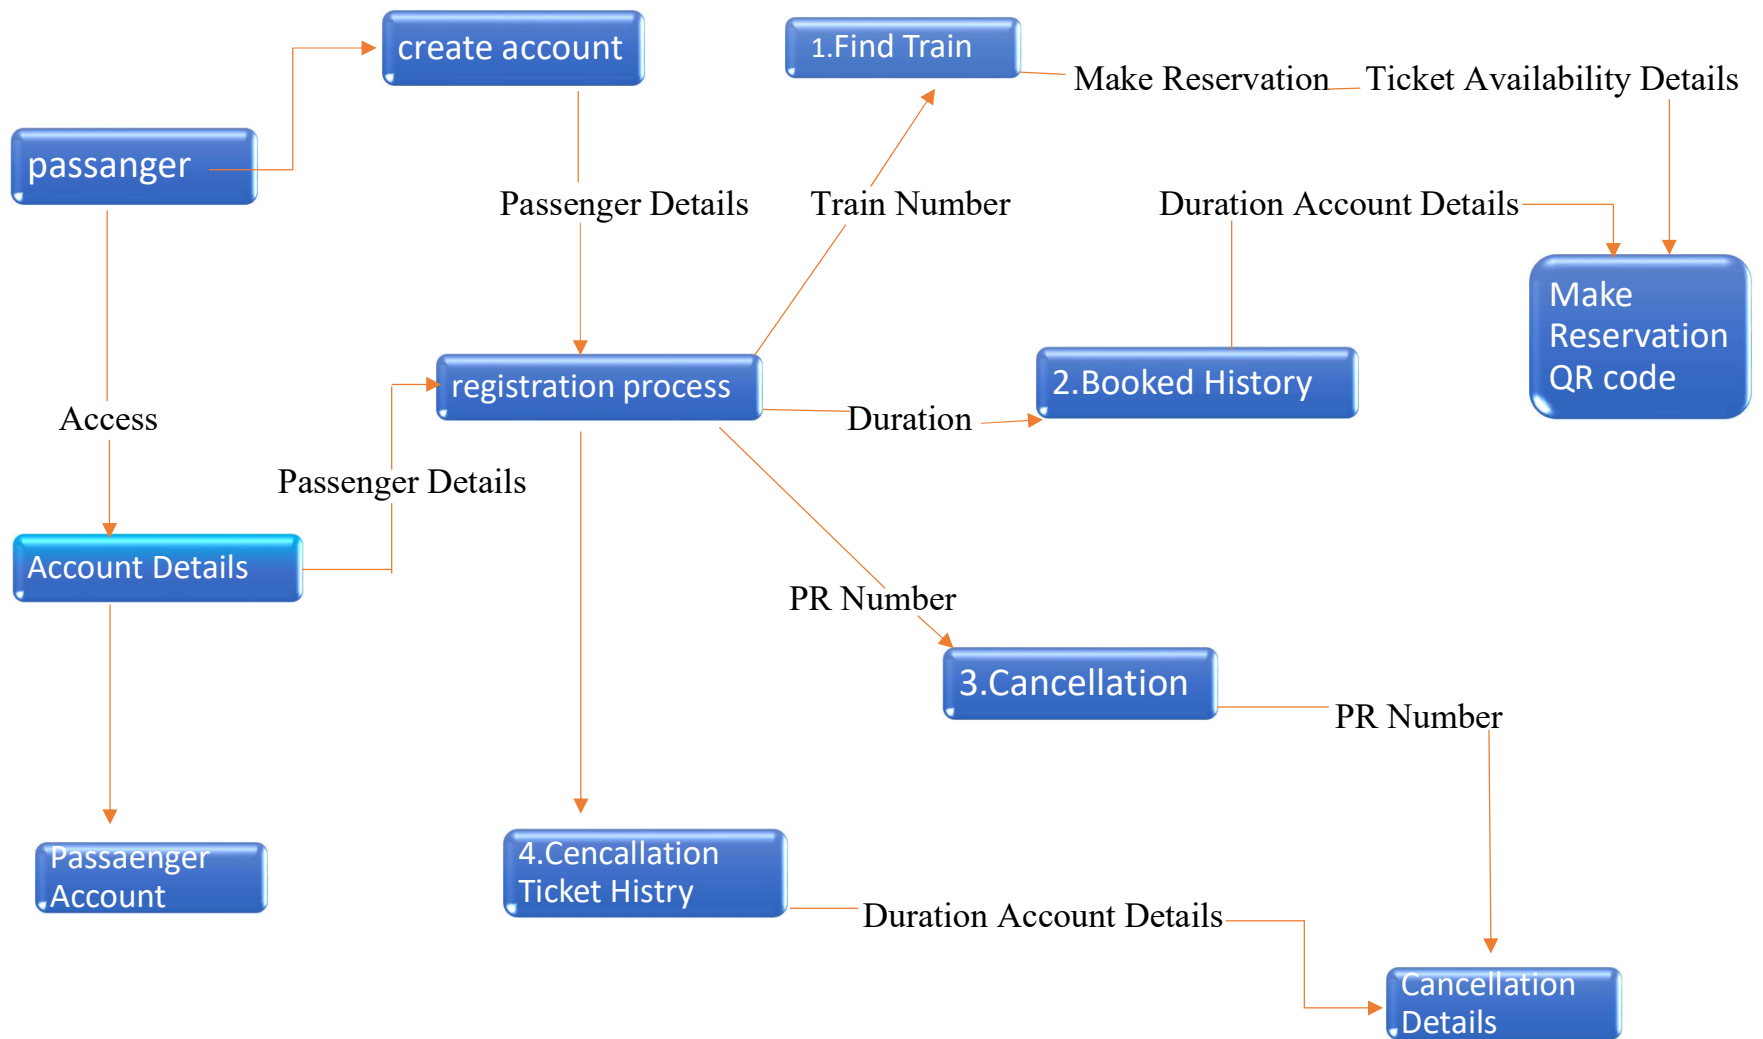 create account
1.Find Train
Make Reservation
Ticket Availability Details
passanger
Passenger Details
Train Number
Duration Account Details
Make
Reservation
QR code
registration process
2.Booked History
Access
Duration
Passenger Details
Account Details
PR Number
3.Cancellation
PR Number
Passaenger
Account
4.Cencallation
Ticket Histry
Duration Account Details
Cancellation
Details